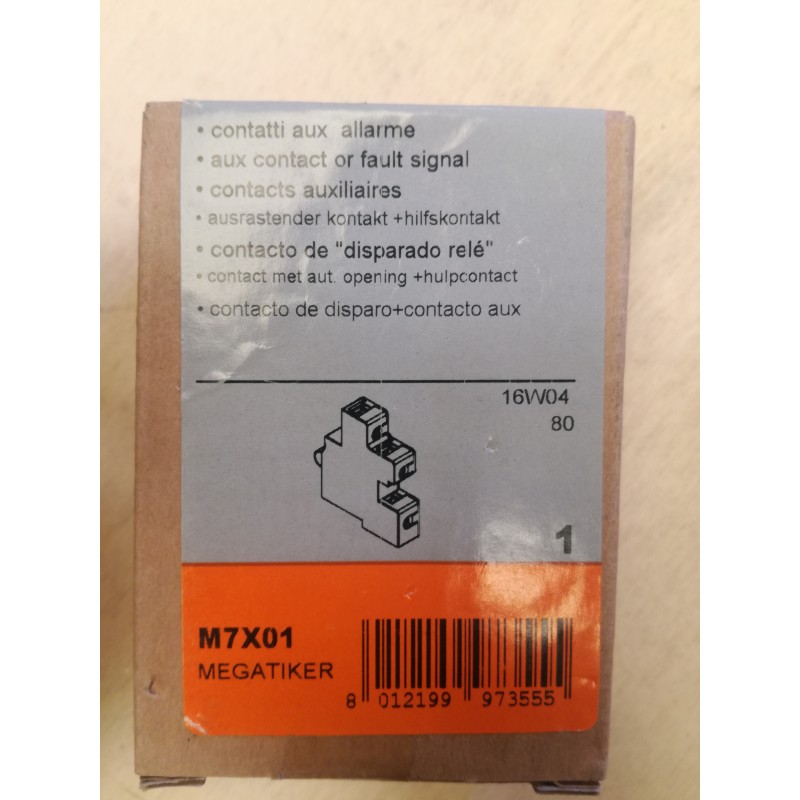 • contatti aux allarme
• aux contact or fault signal
• contacts auxiliaires
• ausrastender kontakt +hilfskontakt
• contacto de "disparado relé"
• contact met aut. opening +hulpcontact
• contacto de disparo+contacto aux
16W04
80
1
M7X01
MEGATIKER
8 012199 973555